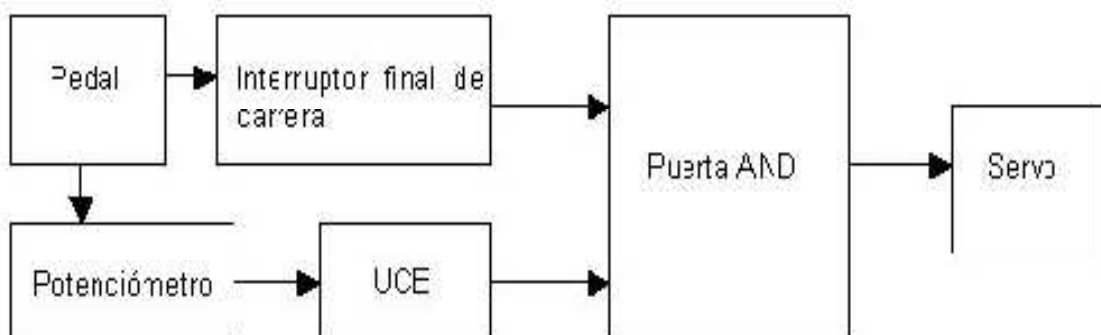 Pedal
Interruptor final de
carrera
Puerta AND
Servo
Potenciómetro
UCE